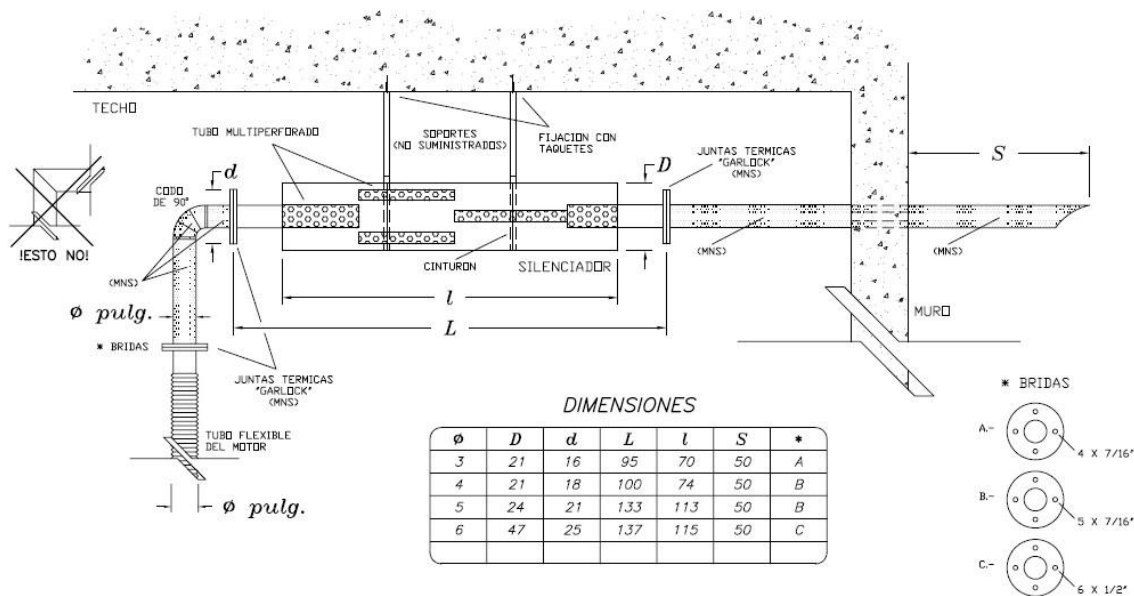 TECHO
TUBO MULTIPERFORADO
SOPORTES
(NO SUMINISTRADOS)
FIJACION CON
TAQUETES
JUNTAS TERMICAS
"GARLOCK"
(MNS)
D
S
d
CODO
DE 90°
!ESTO NO!
(MNS)
(MNS)
(MNS)
CINTURON
SILENCIADOR
l
L
MURO
Ø pulg.
* BRIDAS
JUNTAS TERMICAS
"GARLOCK"
(MNS)
TUBO FLEXIBLE
DEL MOTOR
Ø pulg.
DIMENSIONES
Ø D d L l S *
3 21 16 95 70 50 A
4 21 18 100 74 50 B
5 24 21 133 113 50 B
6 47 25 137 115 50 C
* BRIDAS
A.-
4 X 7/16"
B.-
5 X 7/16"
C.-
6 X 1/2"